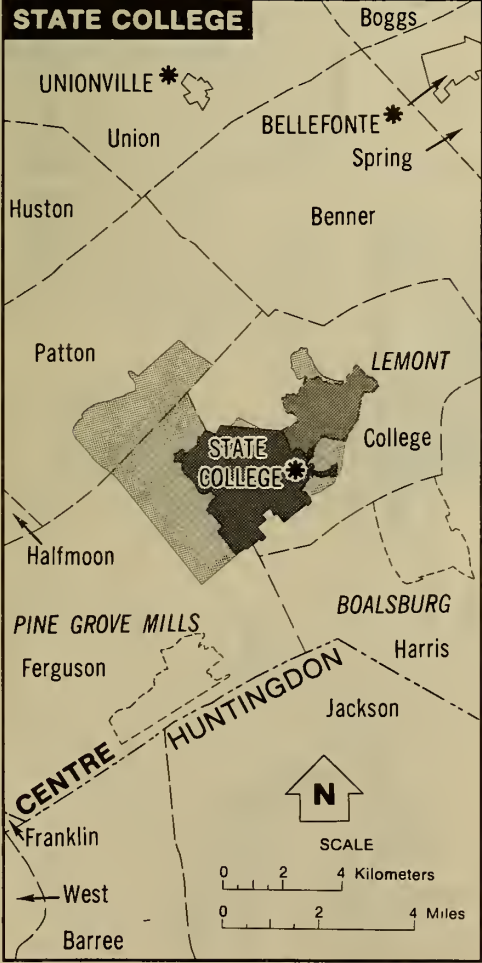 STATE COLLEGE
Boggs
UNIONVILLE *
BELLEFONTE *
Union
Spring
Huston
Benner
Patton
LEMONT
STATE
COLLEGE *
College
Halfmoon
BOALSBURG
PINE GROVE MILLS
Harris
Ferguson
HUNTINGDON
Jackson
CENTRE
N
Franklin
SCALE
0 2 4 Kilometers
West
0 2 4 Miles
Barree